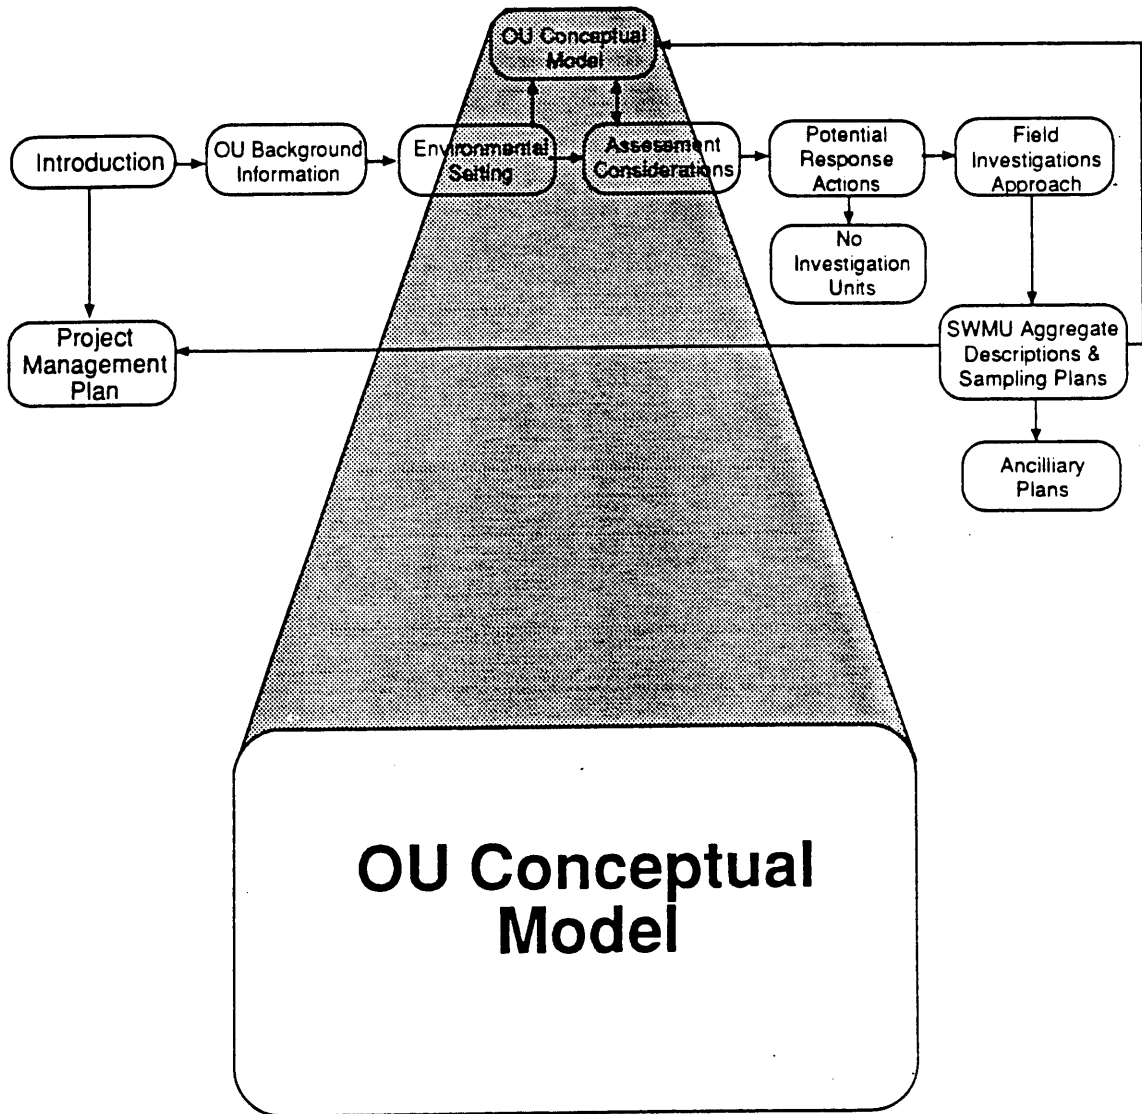 OU Conceptual
Model
Introduction
OU Background
Information
Environmental
Setting
Assessment
Considerations
Potential
Response
Actions
Field
Investigations
Approach
No
Investigation
Units
Project
Management
Plan
SWMU Aggregate
Descriptions &
Sampling Plans
Ancilliary
Plans
OU Conceptual
Model